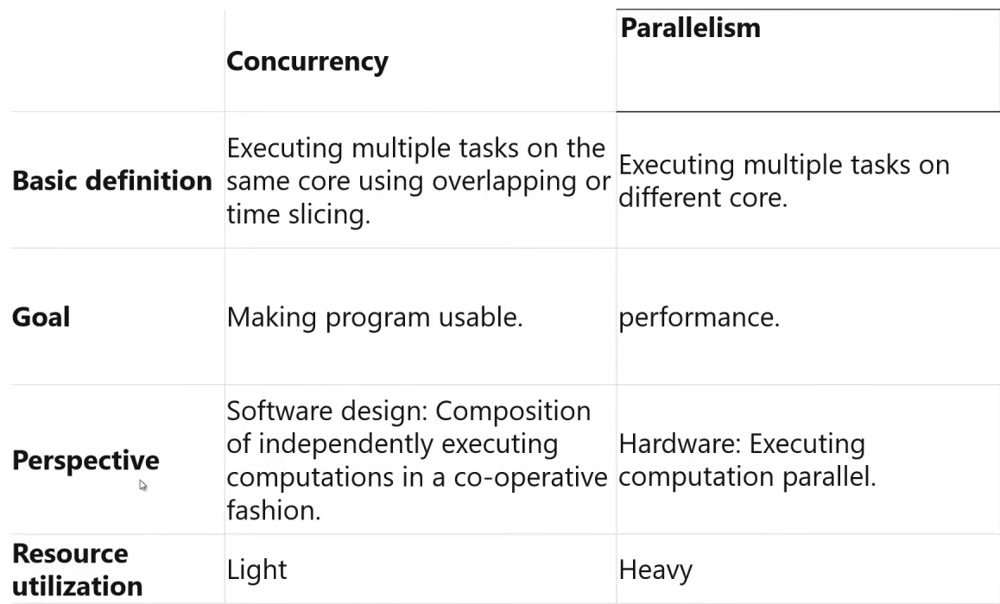 Concurrency
Parallelism
Basic definition
Executing multiple tasks on the
same core using overlapping or
time slicing.
Executing multiple tasks on
different core.
Goal
Making program usable.
performance.
Perspective
Software design: Composition
of independently executing
computations in a co-operative
fashion.
Hardware: Executing
computation parallel.
Resource
utilization
Light
Heavy